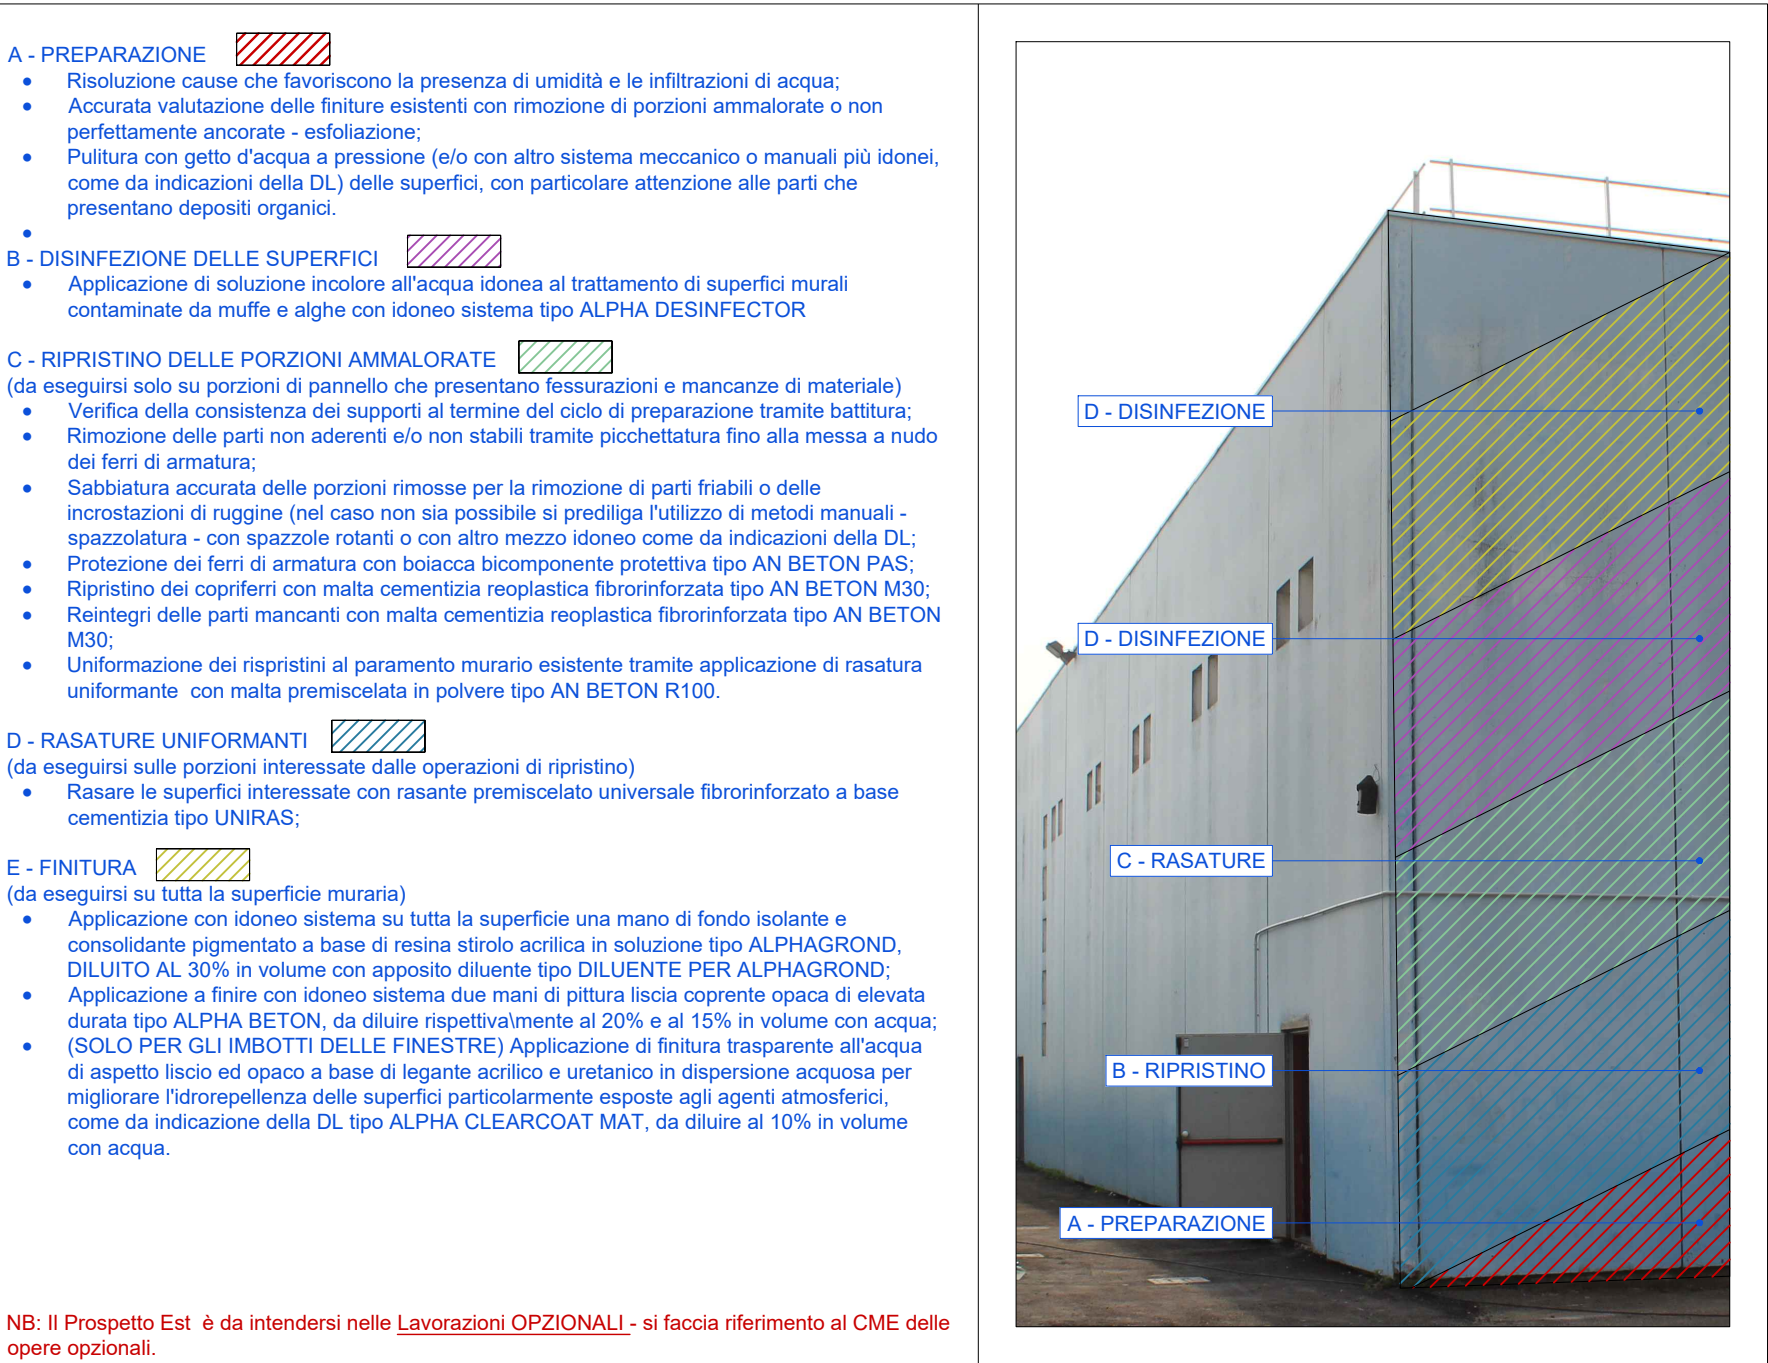 A - PREPARAZIONE
• Risoluzione cause che favoriscono la presenza di umidità e le infiltrazioni di acqua;
• Accurata valutazione delle finiture esistenti con rimozione di porzioni ammalorate o non
perfettamente ancorate - esfoliazione;
• Pulitura con getto d'acqua a pressione (e/o con altro sistema meccanico o manuali più idonei,
come da indicazioni della DL) delle superfici, con particolare attenzione alle parti che
presentano depositi organici.
•
B - DISINFEZIONE DELLE SUPERFICI
• Applicazione di soluzione incolore all'acqua idonea al trattamento di superfici murali
contaminate da muffe e alghe con idoneo sistema tipo ALPHA DESINFECTOR
C - RIPRISTINO DELLE PORZIONI AMMALORATE
(da eseguirsi solo su porzioni di pannello che presentano fessurazioni e mancanze di materiale)
• Verifica della consistenza dei supporti al termine del ciclo di preparazione tramite battitura;
• Rimozione delle parti non aderenti e/o non stabili tramite picchettatura fino alla messa a nudo
dei ferri di armatura;
• Sabbiatura accurata delle porzioni rimosse per la rimozione di parti friabili o delle
incrostazioni di ruggine (nel caso non sia possibile si prediliga l'utilizzo di metodi manuali -
spazzolatura - con spazzole rotanti o con altro mezzo idoneo come da indicazioni della DL;
• Protezione dei ferri di armatura con boiacca bicomponente protettiva tipo AN BETON PAS;
• Ripristino dei copriferri con malta cementizia reoplastica fibrorinforzata tipo AN BETON M30;
• Reintegri delle parti mancanti con malta cementizia reoplastica fibrorinforzata tipo AN BETON
M30;
• Uniformazione dei rispristini al paramento murario esistente tramite applicazione di rasatura
uniformante con malta premiscelata in polvere tipo AN BETON R100.
D - RASATURE UNIFORMANTI
(da eseguirsi sulle porzioni interessate dalle operazioni di ripristino)
• Rasare le superfici interessate con rasante premiscelato universale fibrorinforzato a base
cementizia tipo UNIRAS;
E - FINITURA
(da eseguirsi su tutta la superficie muraria)
• Applicazione con idoneo sistema su tutta la superficie una mano di fondo isolante e
consolidante pigmentato a base di resina stirolo acrilica in soluzione tipo ALPHAGROND,
DILUITO AL 30% in volume con apposito diluente tipo DILUENTE PER ALPHAGROND;
• Applicazione a finire con idoneo sistema due mani di pittura liscia coprente opaca di elevata
durata tipo ALPHA BETON, da diluire rispettiva\mente al 20% e al 15% in volume con acqua;
• (SOLO PER GLI IMBOTTI DELLE FINESTRE) Applicazione di finitura trasparente all'acqua
di aspetto liscio ed opaco a base di legante acrilico e uretanico in dispersione acquosa per
migliorare l'idrorepellenza delle superfici particolarmente esposte agli agenti atmosferici,
come da indicazione della DL tipo ALPHA CLEARCOAT MAT, da diluire al 10% in volume
con acqua.
NB: Il Prospetto Est è da intendersi nelle Lavorazioni OPZIONALI - si faccia riferimento al CME delle
opere opzionali.
D - DISINFEZIONE
D - DISINFEZIONE
C - RASATURE
B - RIPRISTINO
A - PREPARAZIONE